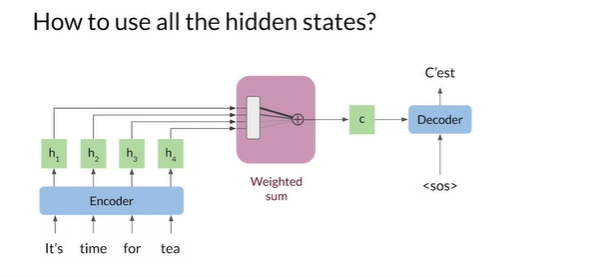 How to use all the hidden states?
C'est
h₁ h₂ h₃ h₄
c
Decoder
Weighted
sum
<sos>
Encoder
It's time for tea